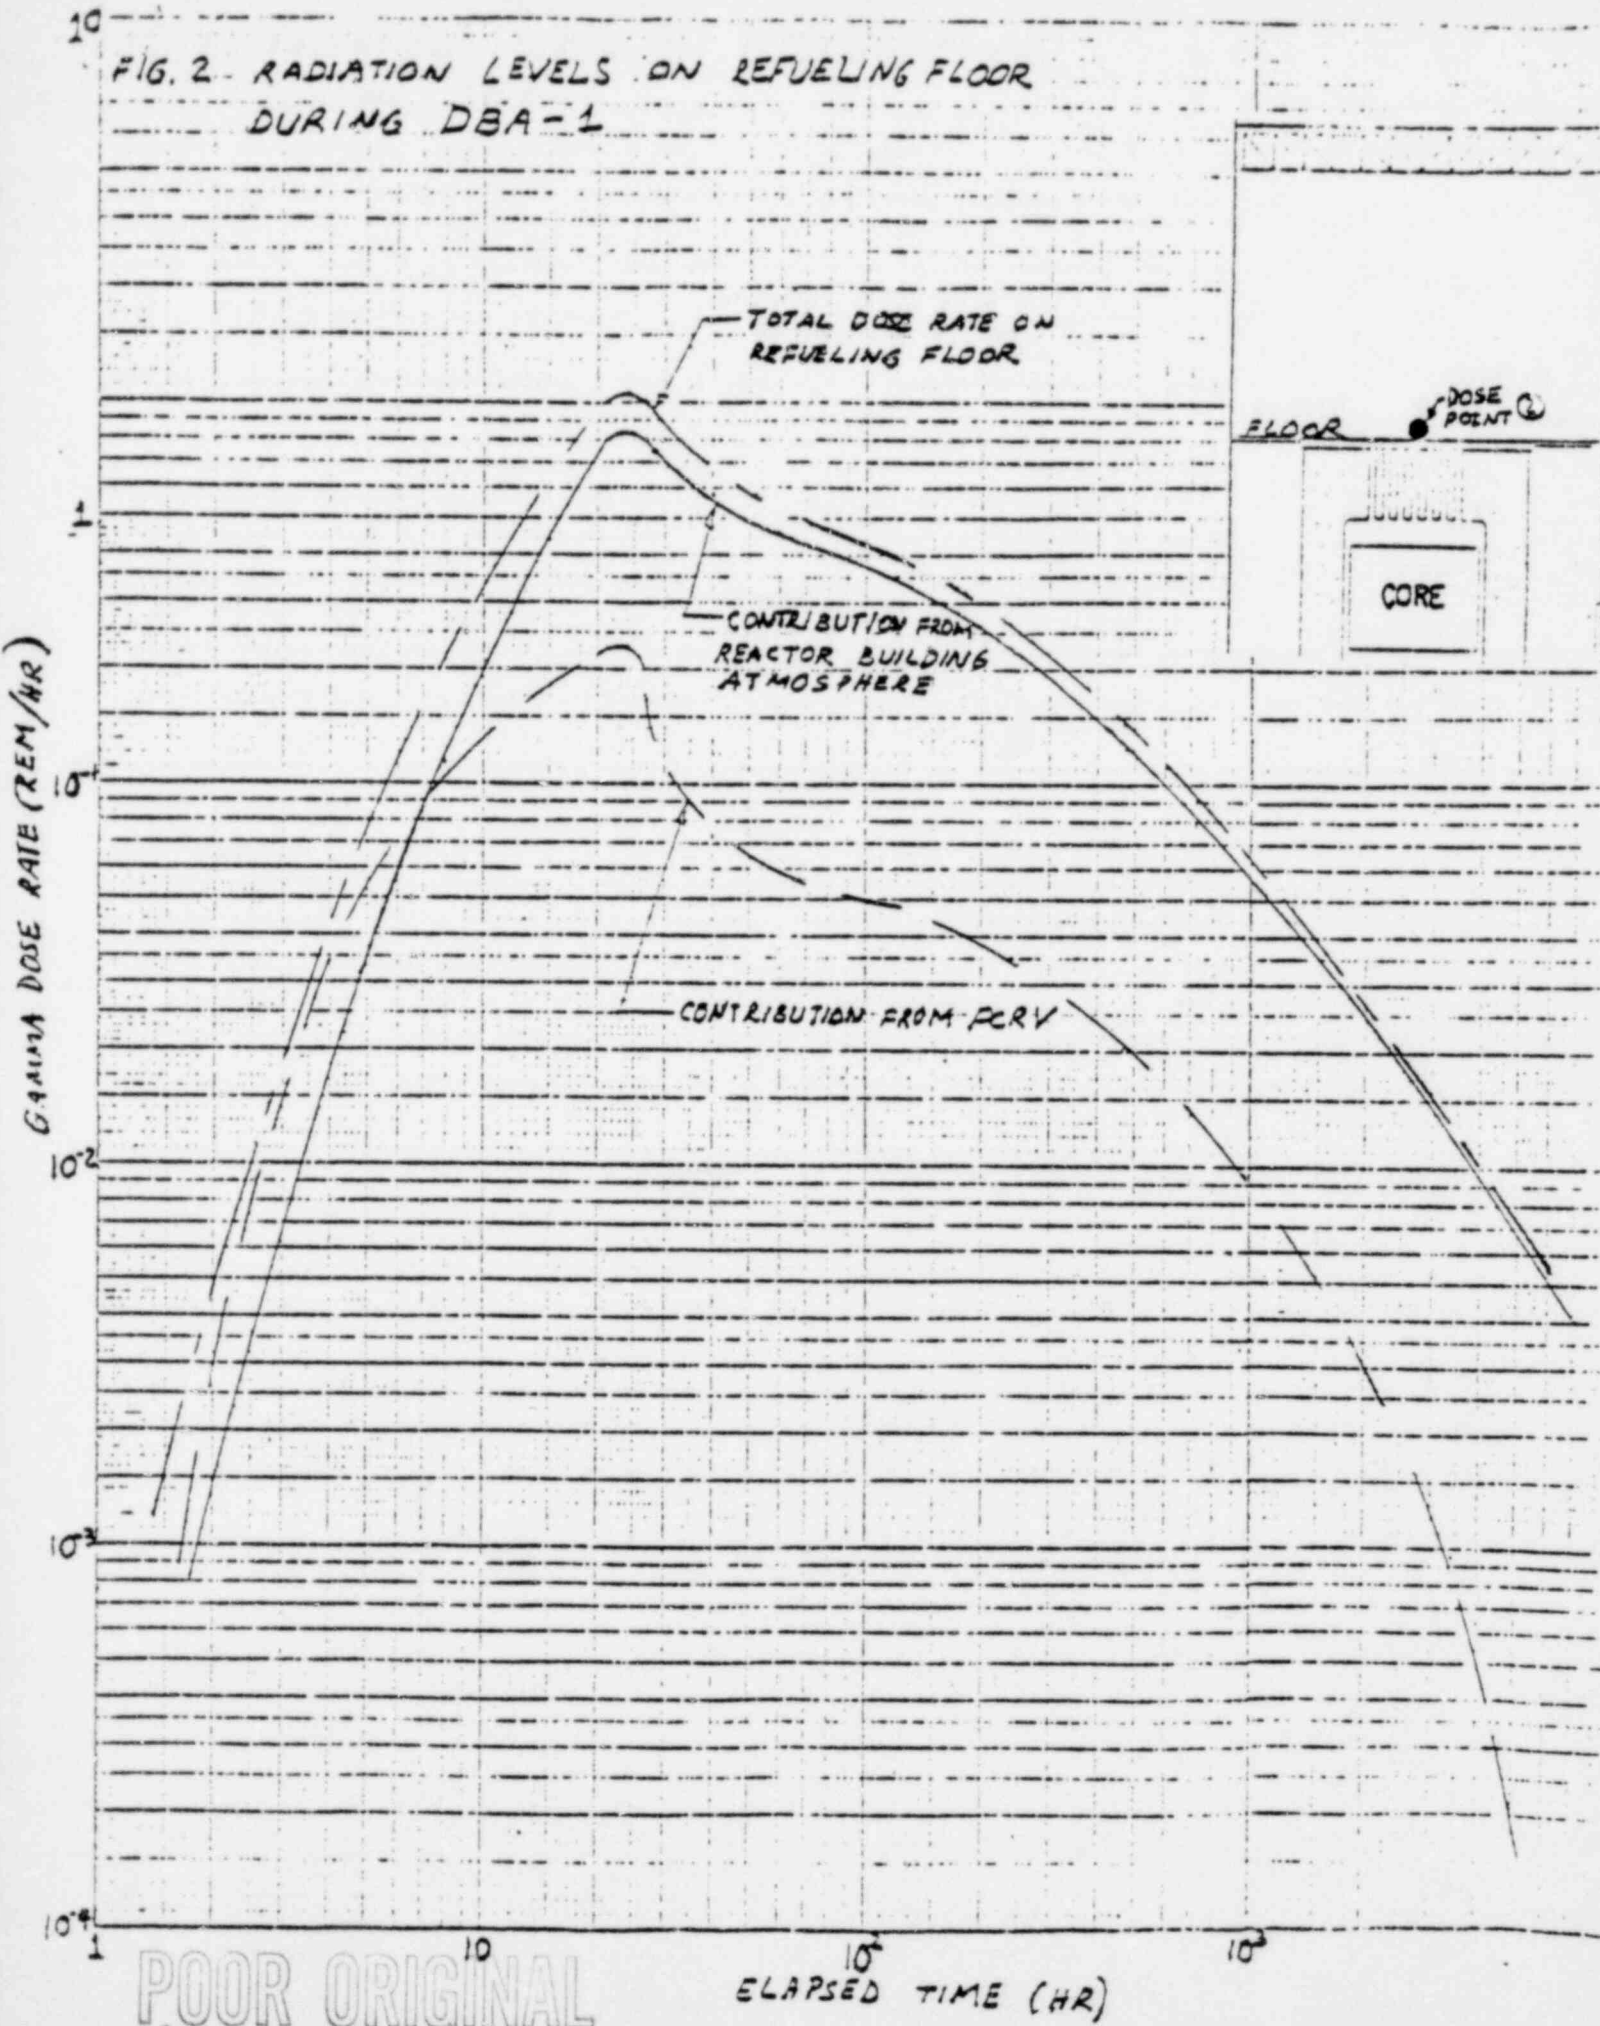 10
FIG. 2 RADIATION LEVELS ON REFUELING FLOOR
DURING DBA-1
TOTAL DOSE RATE ON
REFUELING FLOOR
DOSE
POINT 2
FLOOR
1
CORE
CONTRIBUTION FROM
REACTOR BUILDING
ATMOSPHERE
GAMMA DOSE RATE (REM/HR)
10-1
CONTRIBUTION FROM PCRV
10-2
10-3
10-4
1
10
10²
10³
ELAPSED TIME (HR)
POOR ORIGINAL